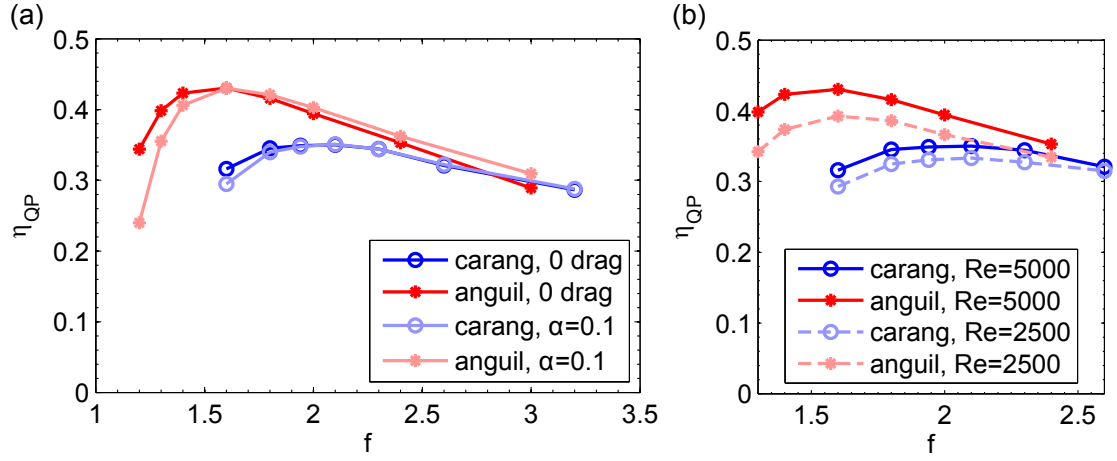 (a)
0.5
0.4
0.3
0.2
0.1
0
η_QP
1
1.5
2
2.5
3
3.5
f
carang, 0 drag
anguil, 0 drag
carang, α=0.1
anguil, α=0.1
(b)
0.5
0.4
0.3
0.2
0.1
0
η_QP
1.5
2
2.5
f
carang, Re=5000
anguil, Re=5000
carang, Re=2500
anguil, Re=2500